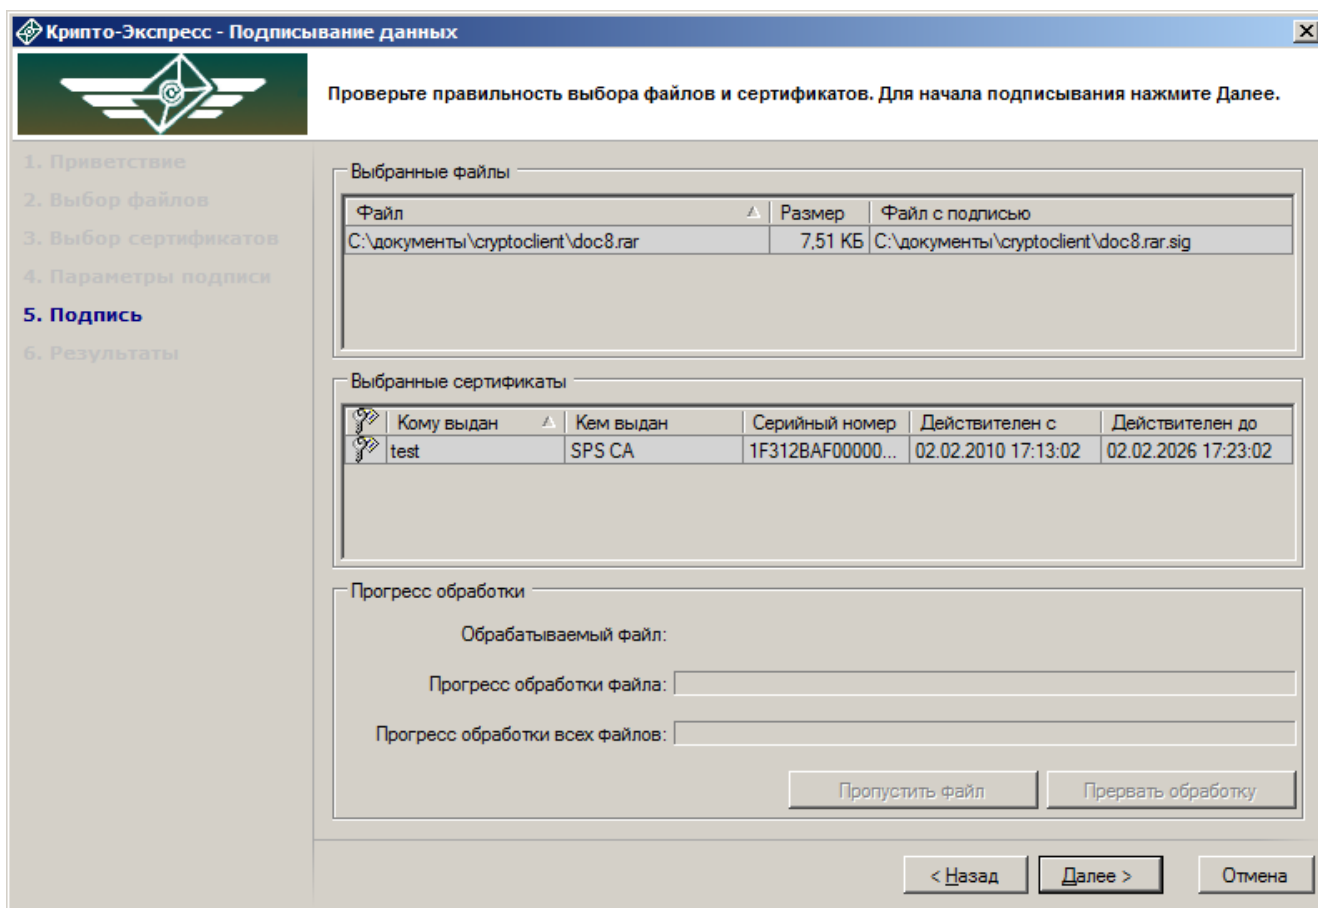 Крипто-Экспресс - Подписывание данных
Проверьте правильность выбора файлов и сертификатов. Для начала подписывания нажмите Далее.
1. Приветствие
2. Выбор файлов
3. Выбор сертификатов
4. Параметры подписи
5. Подпись
6. Результаты
Выбранные файлы
Файл Размер Файл с подписью
C:\документы\cryptoclient\doc8.rar 7,51 КБ C:\документы\cryptoclient\doc8.rar.sig
Выбранные сертификаты
Кому выдан Кем выдан Серийный номер Действителен с Действителен до
test SPS CA 1F312BAF00000... 02.02.2010 17:13:02 02.02.2026 17:23:02
Прогресс обработки
Обрабатываемый файл:
Прогресс обработки файла:
Прогресс обработки всех файлов:
Пропустить файл Прервать обработку
< Назад Далее > Отмена